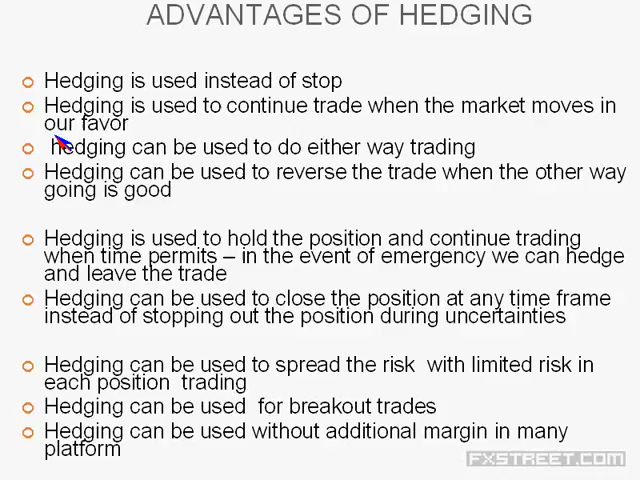 ADVANTAGES OF HEDGING
Hedging is used instead of stop
Hedging is used to continue trade when the market moves in
our favor
hedging can be used to do either way trading
Hedging can be used to reverse the trade when the other way
going is good
Hedging is used to hold the position and continue trading
when time permits – in the event of emergency we can hedge
and leave the trade
Hedging can be used to close the position at any time frame
instead of stopping out the position during uncertainties
Hedging can be used to spread the risk with limited risk in
each position trading
Hedging can be used for breakout trades
Hedging can be used without additional margin in many
platform
FXSTREET.COM